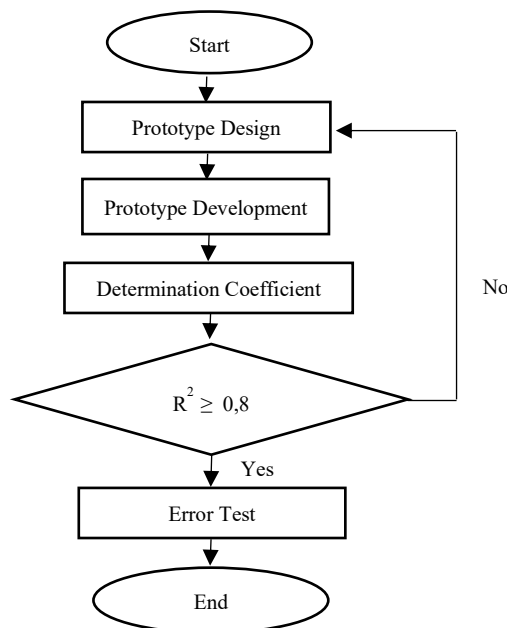 Start
Prototype Design
Prototype Development
Determination Coefficient
No
R² ≥ 0,8
Yes
Error Test
End